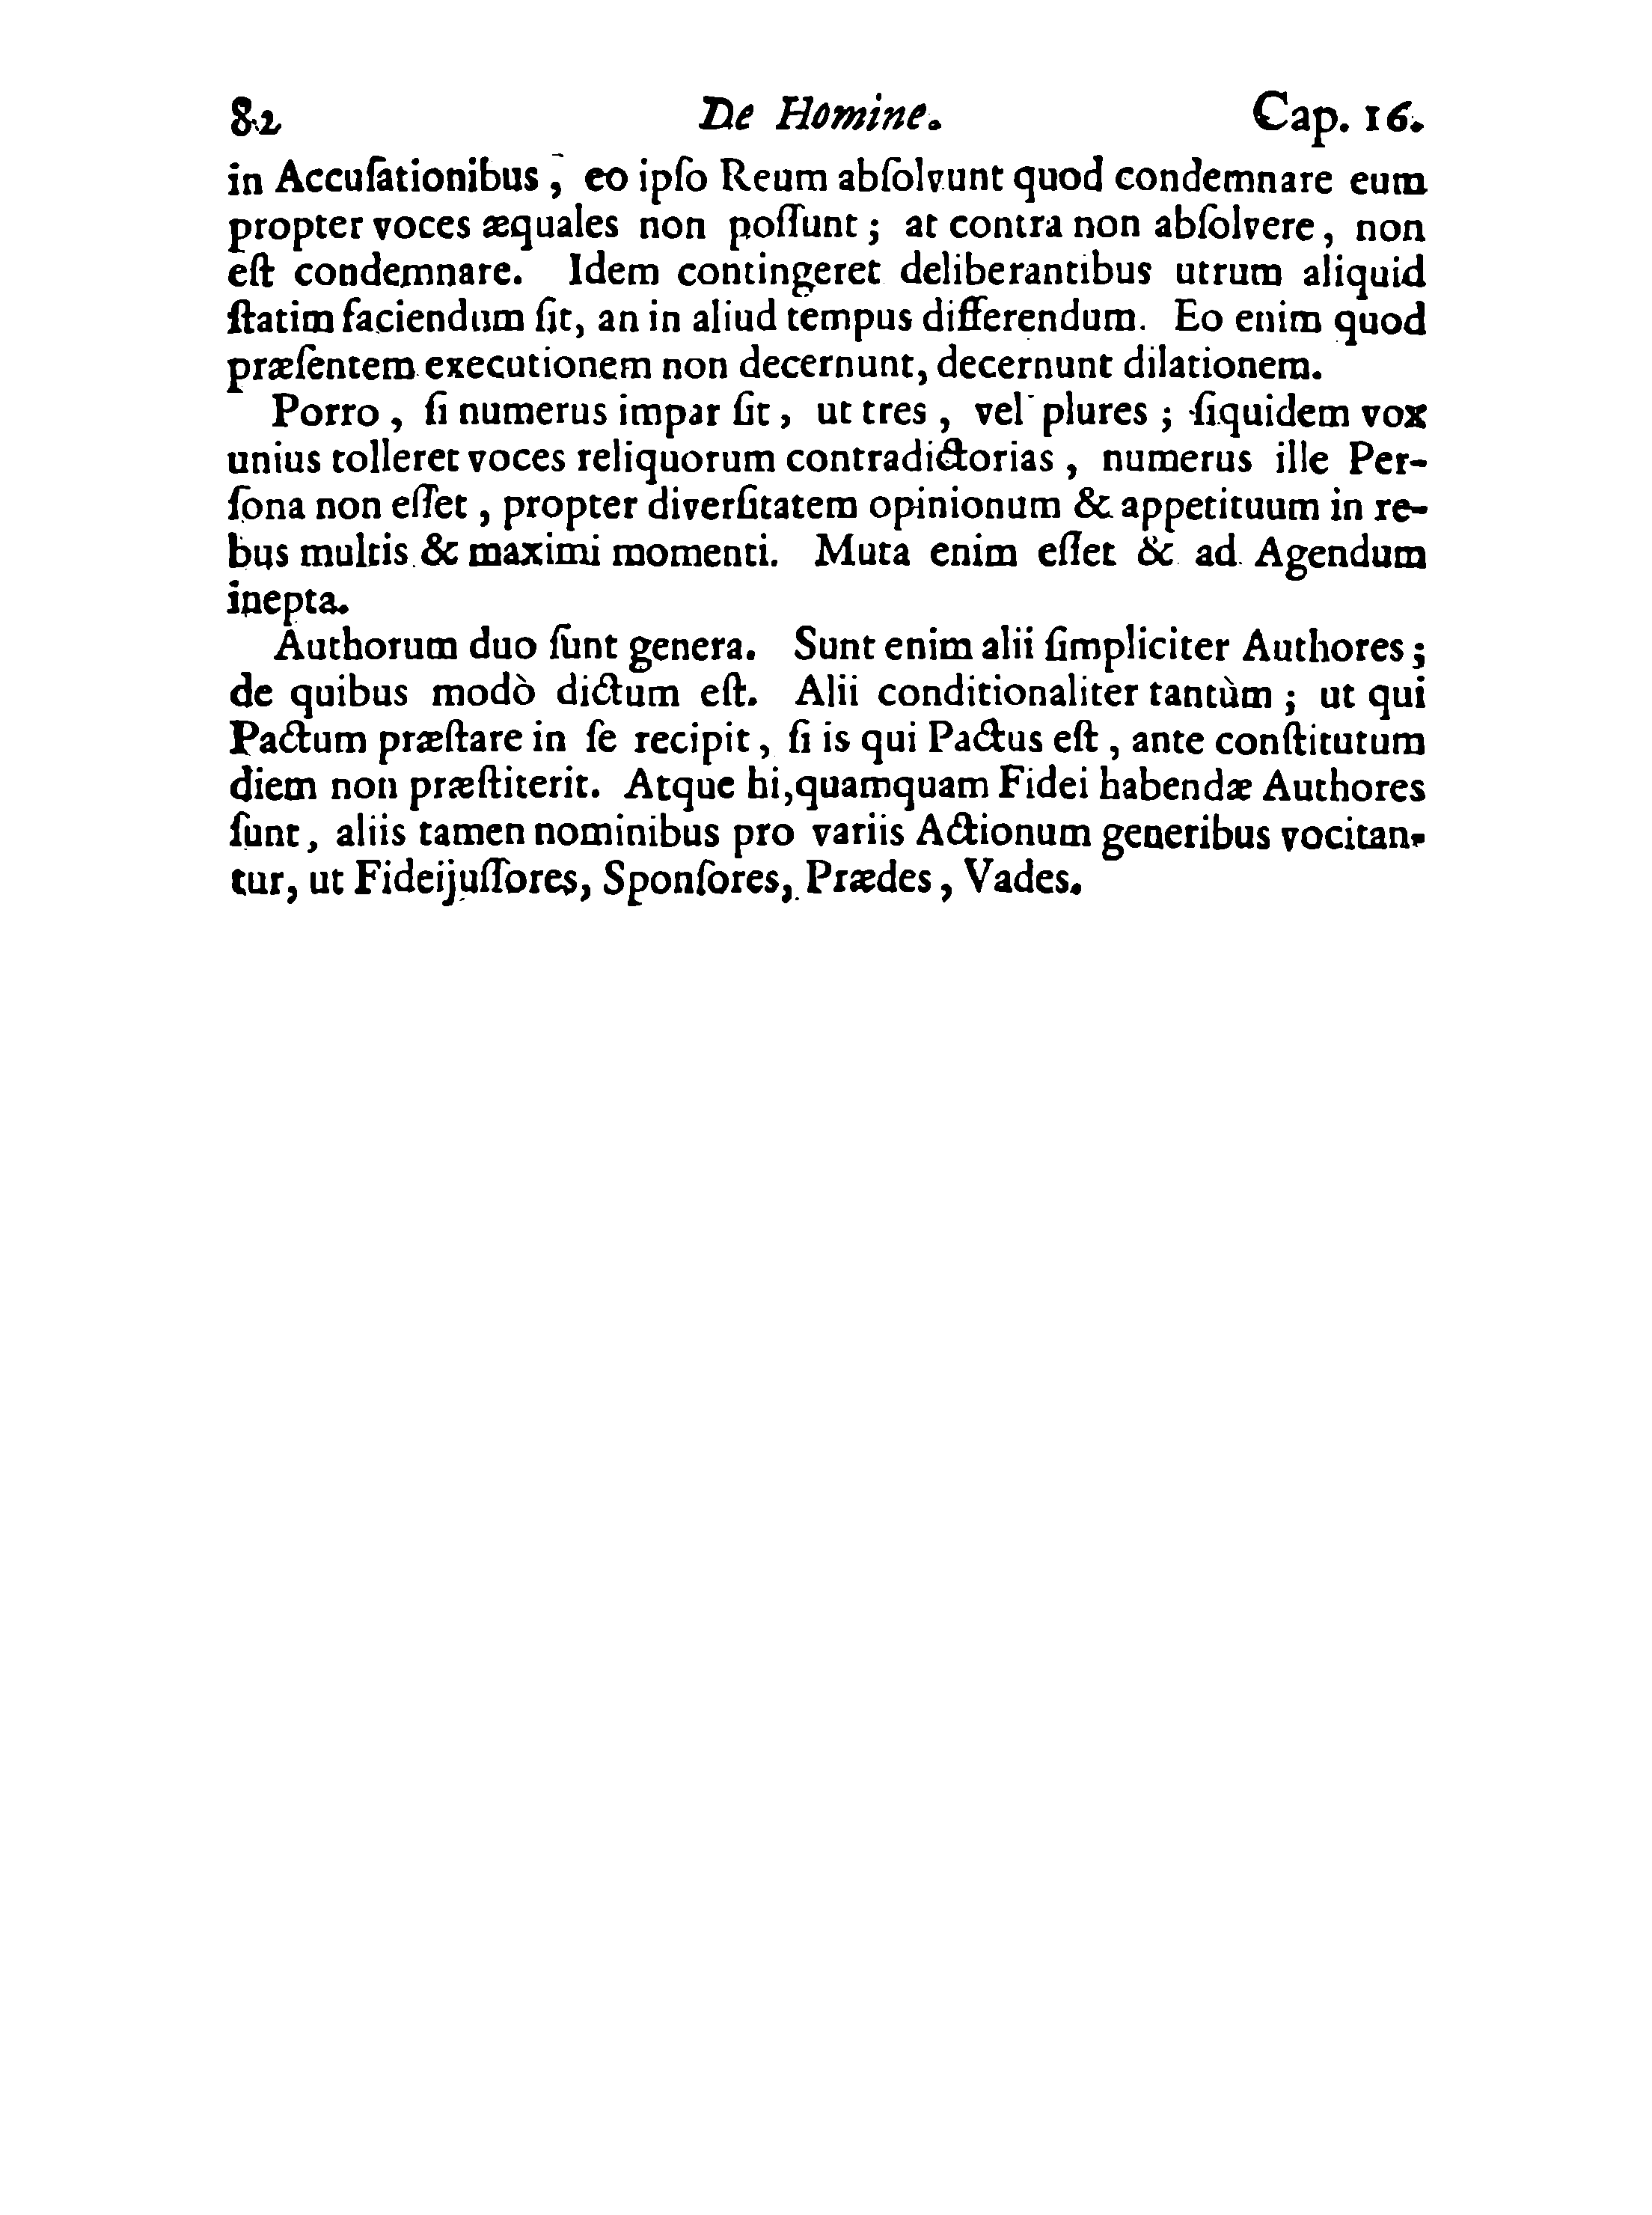 82 De Homine. Cap. 16.
in Accuſationibus, eo ipſo Reum abſolvunt quod condemnare eum
propter voces æquales non poſſunt; at contra non abſolvere, non
eſt condemnare. Idem contingeret deliberantibus utrum aliquid
ſtatim faciendum ſit, an in aliud tempus differendum. Eo enim quod
præſentem executionem non decernunt, decernunt dilationem.
Porro, ſi numerus impar ſit, ut tres, vel plures; ſiquidem vox
unius tolleret voces reliquorum contradictorias, numerus ille Per-
ſona non eſſet, propter diverſitatem opinionum & appetituum in re-
bus multis & maximi momenti. Muta enim eſſet & ad Agendum
inepta.
Authorum duo ſunt genera. Sunt enim alii ſimpliciter Authores;
de quibus modò dictum eſt. Alii conditionaliter tantùm; ut qui
Pactum præſtare in ſe recipit, ſi is qui Pactus eſt, ante conſtitutum
diem non præſtiterit. Atque hi, quamquam Fidei habendæ Authores
ſunt, aliis tamen nominibus pro variis Actionum generibus vocitan-
tur, ut Fideijuſſores, Sponſores, Prædes, Vades.